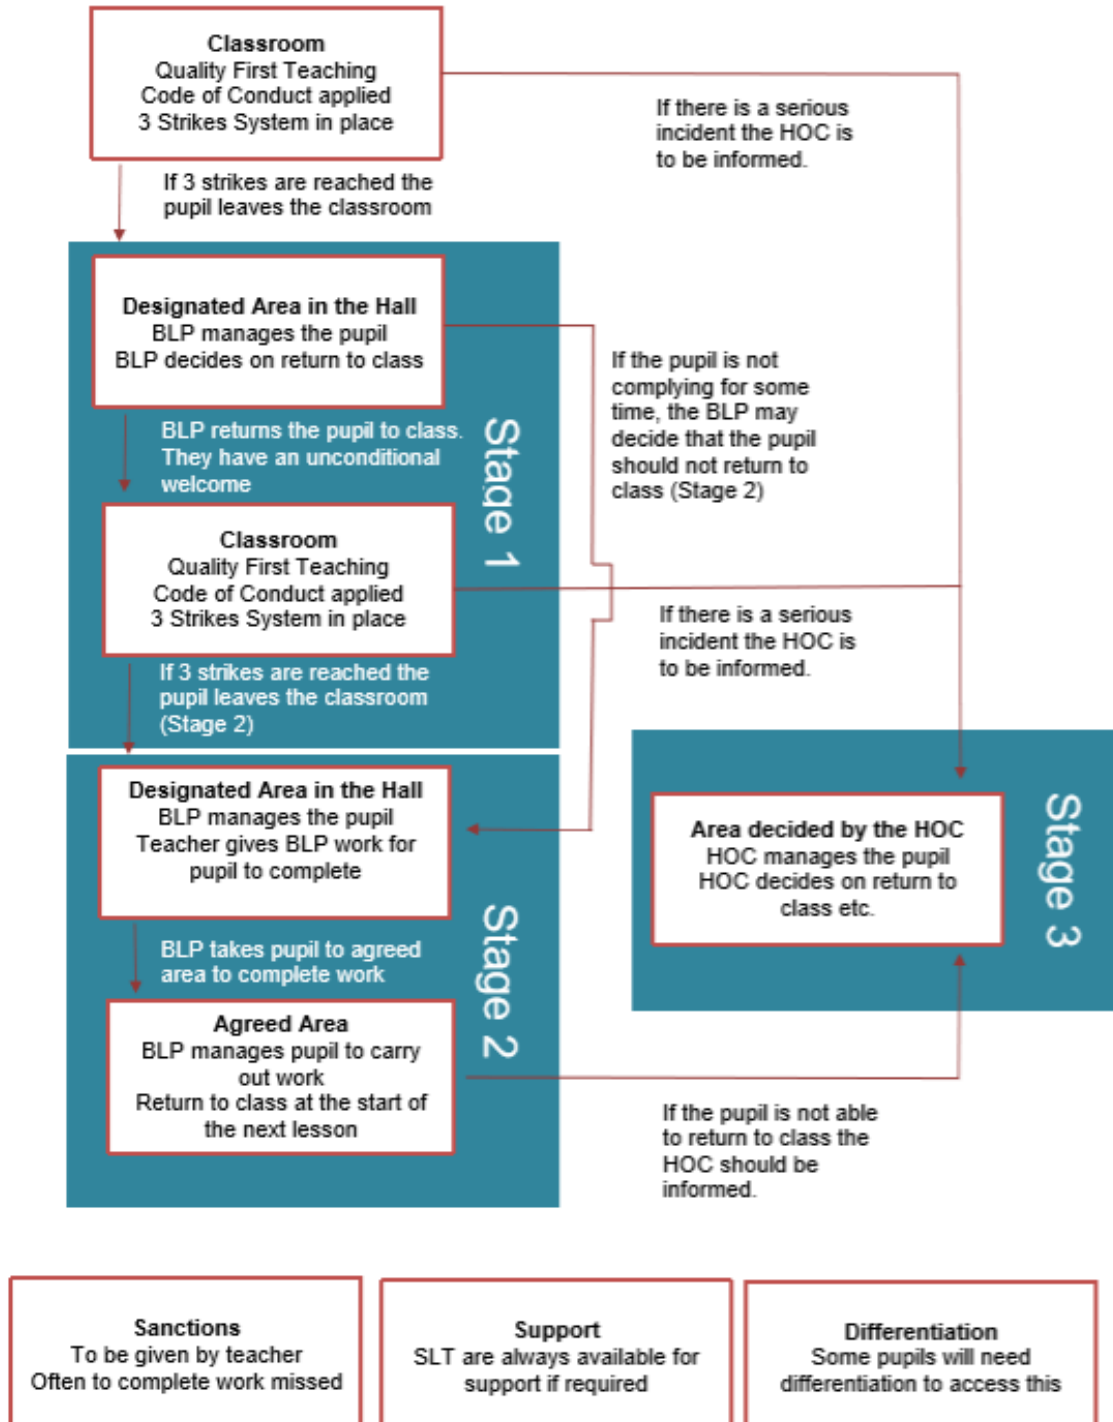 Classroom
Quality First Teaching
Code of Conduct applied
3 Strikes System in place
If there is a serious
incident the HOC is
to be informed.
If 3 strikes are reached the
pupil leaves the classroom
Stage 1
Designated Area in the Hall
BLP manages the pupil
BLP decides on return to class
If the pupil is not
complying for some
time, the BLP may
decide that the pupil
should not return to
class (Stage 2)
BLP returns the pupil to class.
They have an unconditional
welcome
Classroom
Quality First Teaching
Code of Conduct applied
3 Strikes System in place
If there is a serious
incident the HOC is
to be informed.
If 3 strikes are reached the
pupil leaves the classroom
(Stage 2)
Stage 2
Designated Area in the Hall
BLP manages the pupil
Teacher gives BLP work for
pupil to complete
BLP takes pupil to agreed
area to complete work
Agreed Area
BLP manages pupil to carry
out work
Return to class at the start of
the next lesson
Stage 3
Area decided by the HOC
HOC manages the pupil
HOC decides on return to
class etc.
If the pupil is not able
to return to class the
HOC should be
informed.
Sanctions
To be given by teacher
Often to complete work missed
Support
SLT are always available for
support if required
Differentiation
Some pupils will need
differentiation to access this